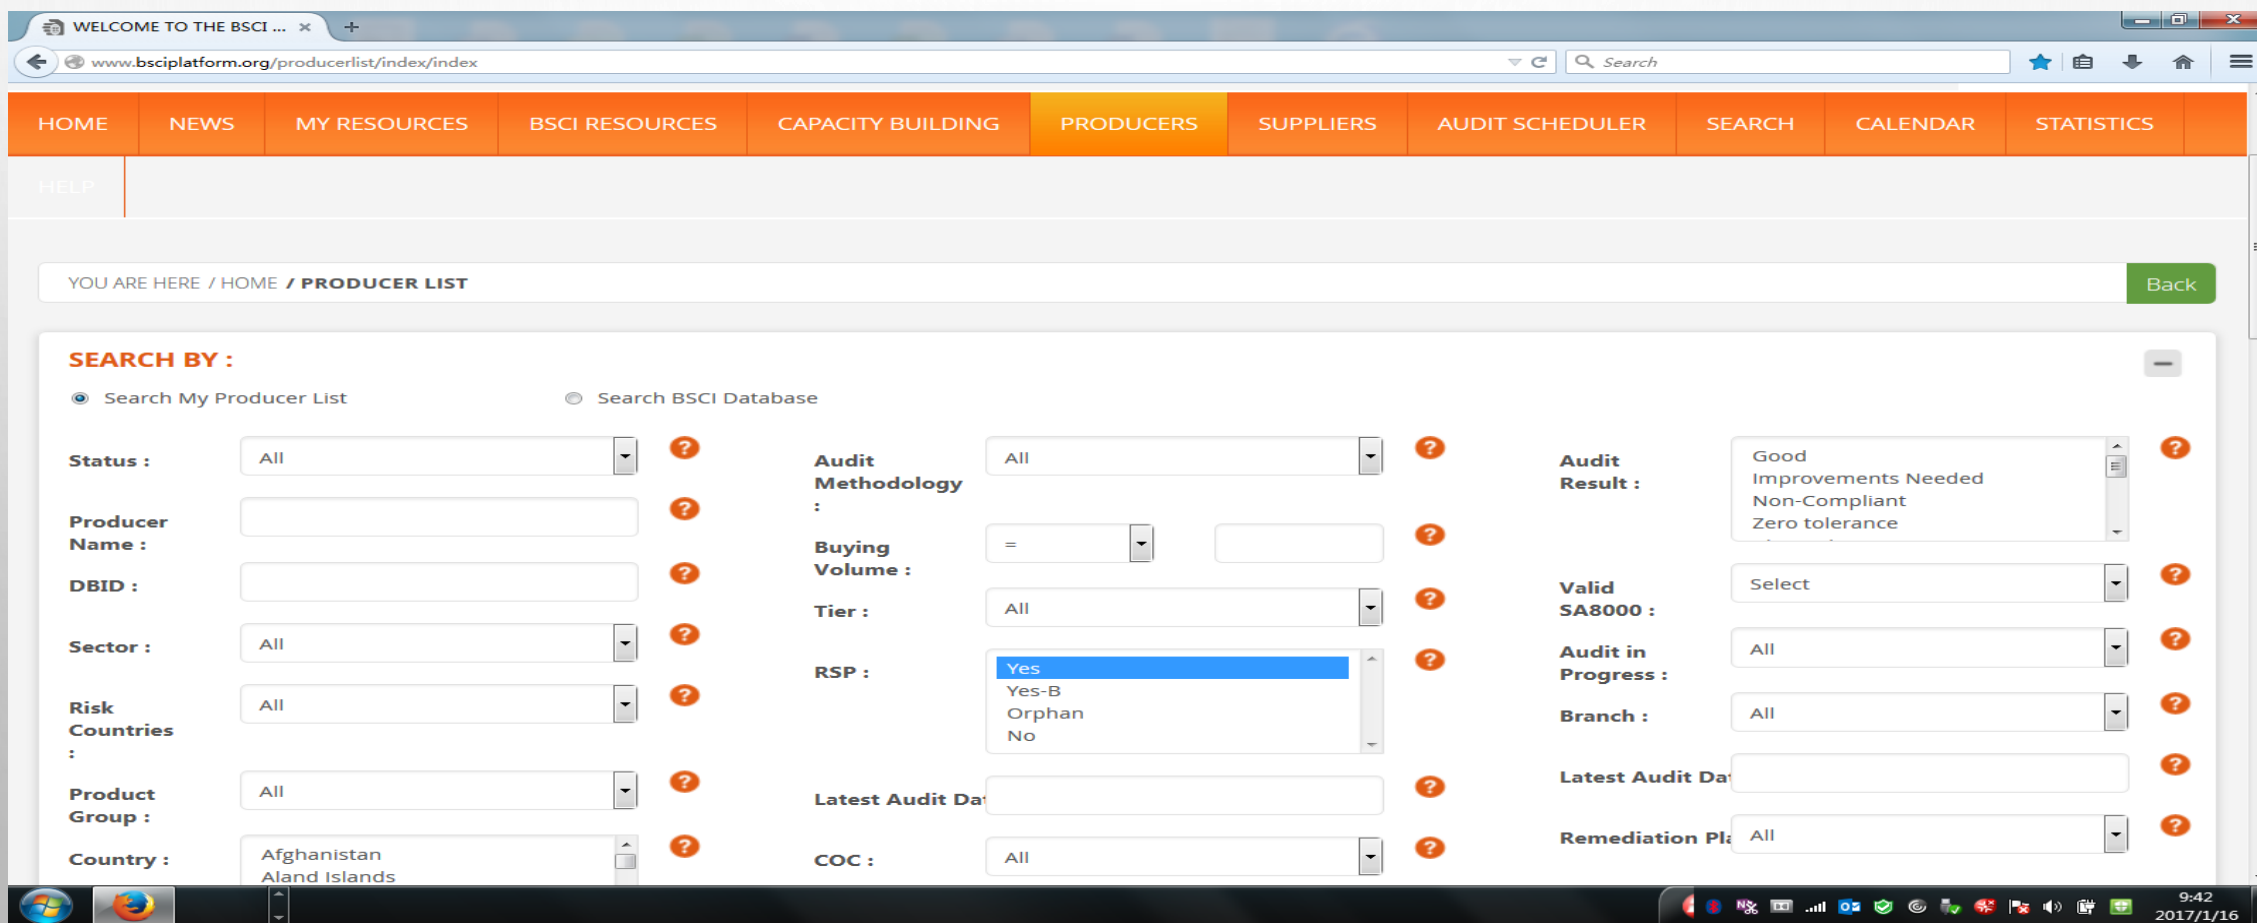 WELCOME TO THE BSCI ...
www.bsciplatform.org/producerlist/index/index
Search
HOME NEWS MY RESOURCES BSCI RESOURCES CAPACITY BUILDING PRODUCERS SUPPLIERS AUDIT SCHEDULER SEARCH CALENDAR STATISTICS
HELP
YOU ARE HERE / HOME / PRODUCER LIST
Back
SEARCH BY :
Search My Producer List
Search BSCI Database
Status :
All
Producer
Name :
DBID :
Sector :
All
Risk
Countries
:
All
Product
Group :
All
Country :
Afghanistan
Aland Islands
Audit
Methodology
:
All
Buying
Volume :
=
Tier :
All
RSP :
Yes
Yes-B
Orphan
No
Latest Audit Da
COC :
All
Audit
Result :
Good
Improvements Needed
Non-Compliant
Zero tolerance
Valid
SA8000 :
Select
Audit in
Progress :
All
Branch :
All
Latest Audit Da
Remediation Pl
All
9:42
2017/1/16